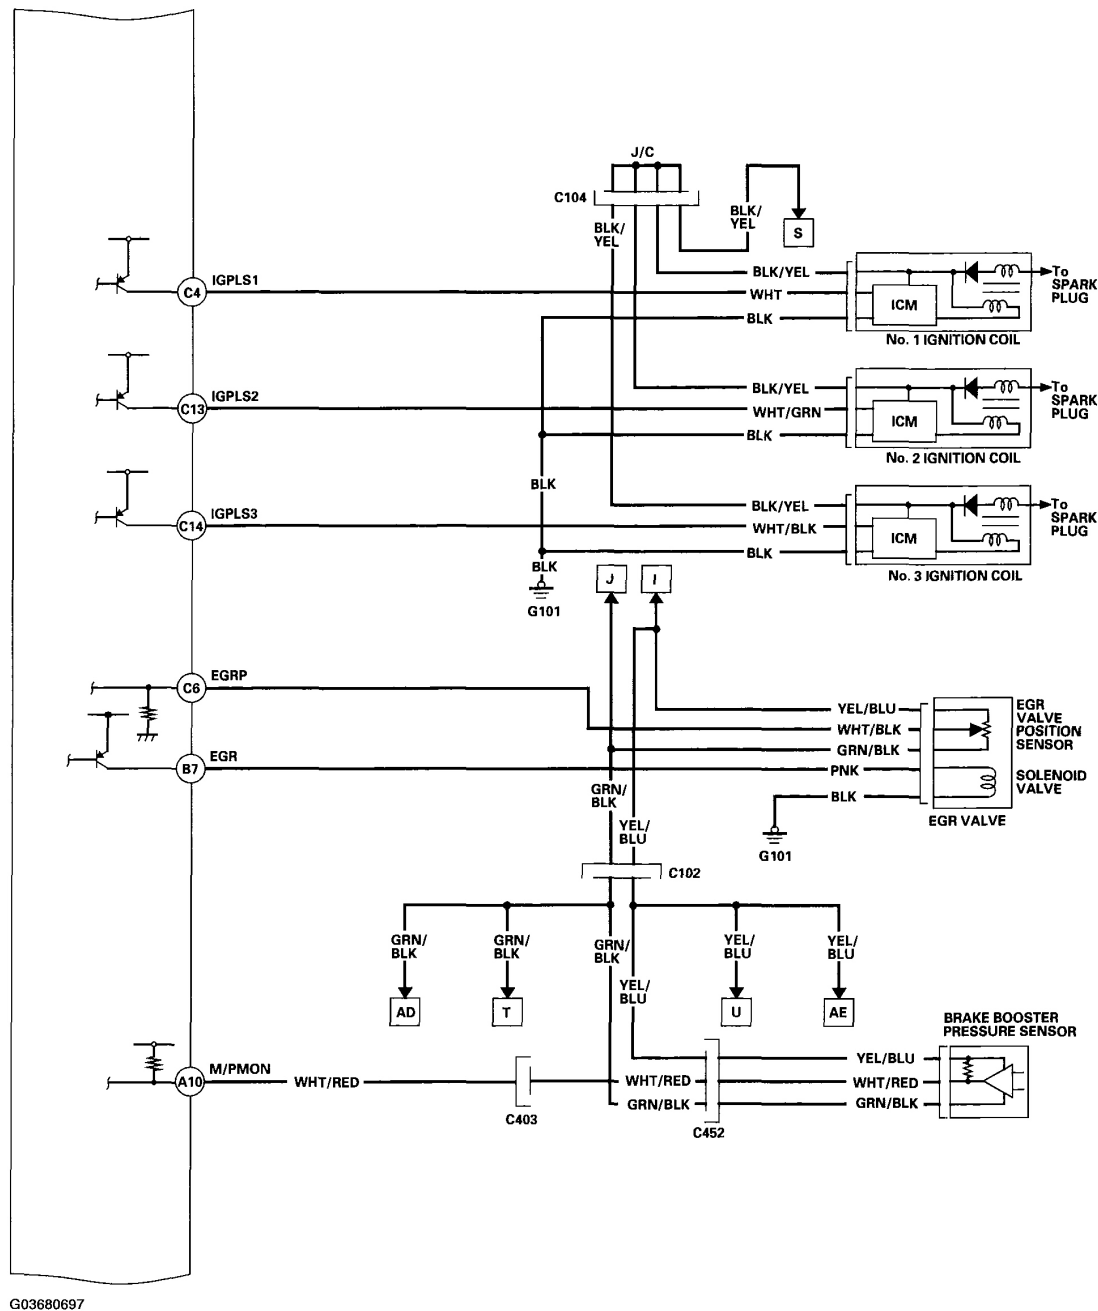 J/C
C104
BLK/
YEL
BLK/
YEL
S
C4
IGPLS1
BLK/YEL
WHT
BLK
ICM
To
SPARK
PLUG
No. 1 IGNITION COIL
C13
IGPLS2
BLK/YEL
WHT/GRN
BLK
ICM
To
SPARK
PLUG
No. 2 IGNITION COIL
BLK
C14
IGPLS3
BLK/YEL
WHT/BLK
BLK
ICM
To
SPARK
PLUG
No. 3 IGNITION COIL
BLK
G101
J
I
C6
EGRP
B7
EGR
YEL/BLU
WHT/BLK
GRN/BLK
PNK
BLK
EGR
VALVE
POSITION
SENSOR
SOLENOID
VALVE
EGR VALVE
G101
GRN/
BLK
YEL/
BLU
C102
GRN/
BLK
GRN/
BLK
GRN/
BLK
YEL/
BLU
YEL/
BLU
YEL/
BLU
AD
T
U
AE
BRAKE BOOSTER
PRESSURE SENSOR
A10
M/PMON
WHT/RED
C403
WHT/RED
GRN/BLK
C452
YEL/BLU
WHT/RED
GRN/BLK
G03680697